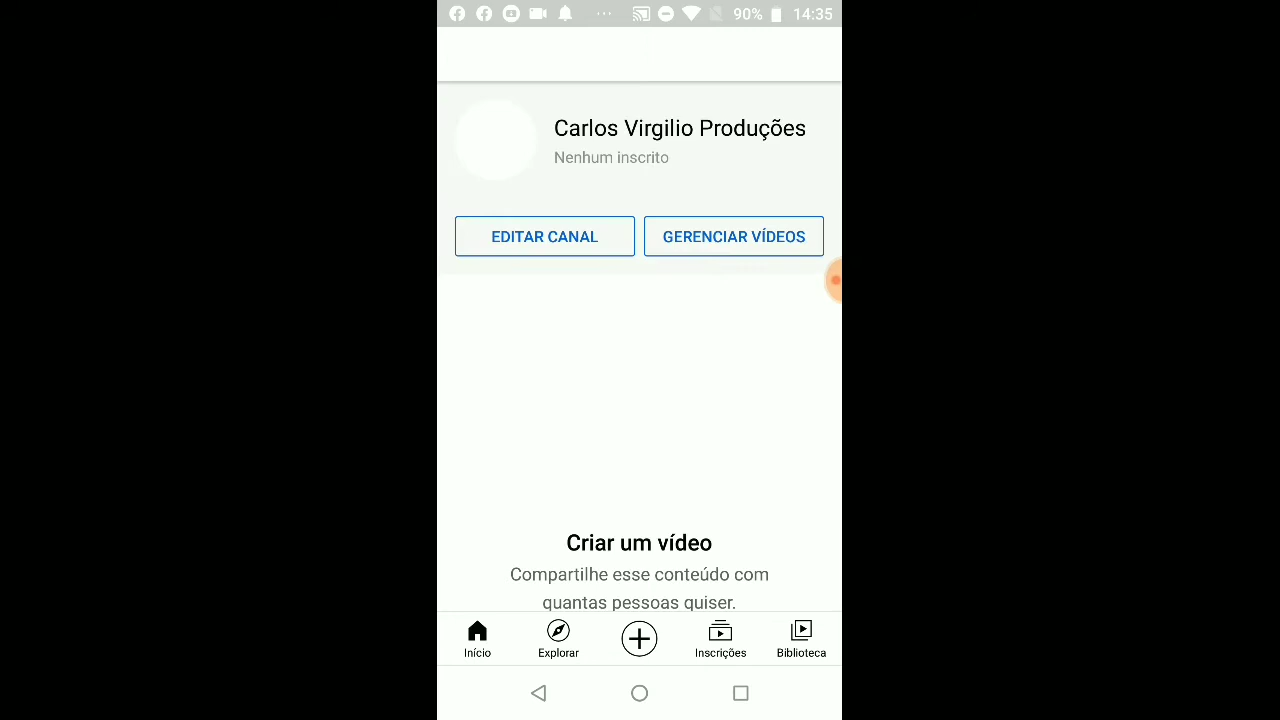 90% 14:35
Carlos Virgilio Produções
Nenhum inscrito
EDITAR CANAL GERENCIAR VÍDEOS
Criar um vídeo
Compartilhe esse conteúdo com
quantas pessoas quiser.
Início Explorar Inscrições Biblioteca